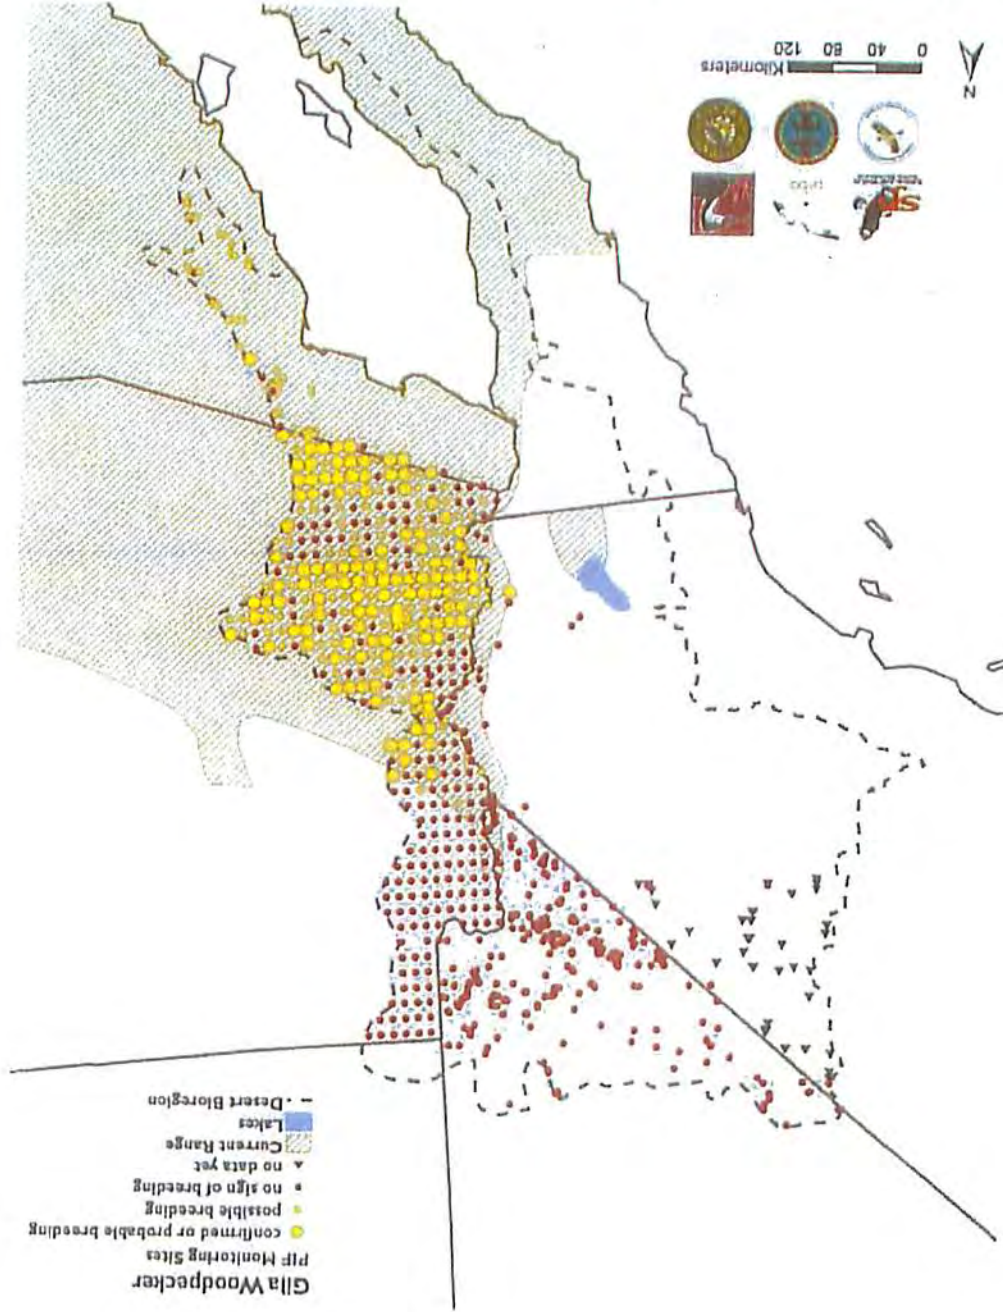 Gila Woodpecker
PIF Monitoring Sites
confirmed or probable breeding
possible breeding
no sign of breeding
no data yet
Current Range
Lakes
Desert Bioregion
N
0 40 80 120
Kilometers